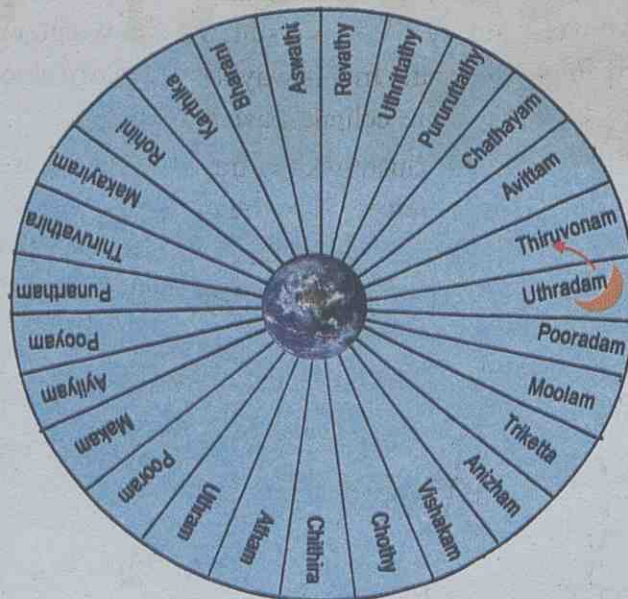 Aswathi
Bharani
Karthika
Rohini
Makayiram
Thiruvathira
Punartham
Pooyam
Ayilyam
Makam
Pooram
Uthram
Atham
Chithira
Chothy
Vishakam
Anizham
Triketta
Moolam
Pooradam
Uthradam
Thiruvonam
Avittam
Chathayam
Pururuttathy
Uthrittathy
Revathy